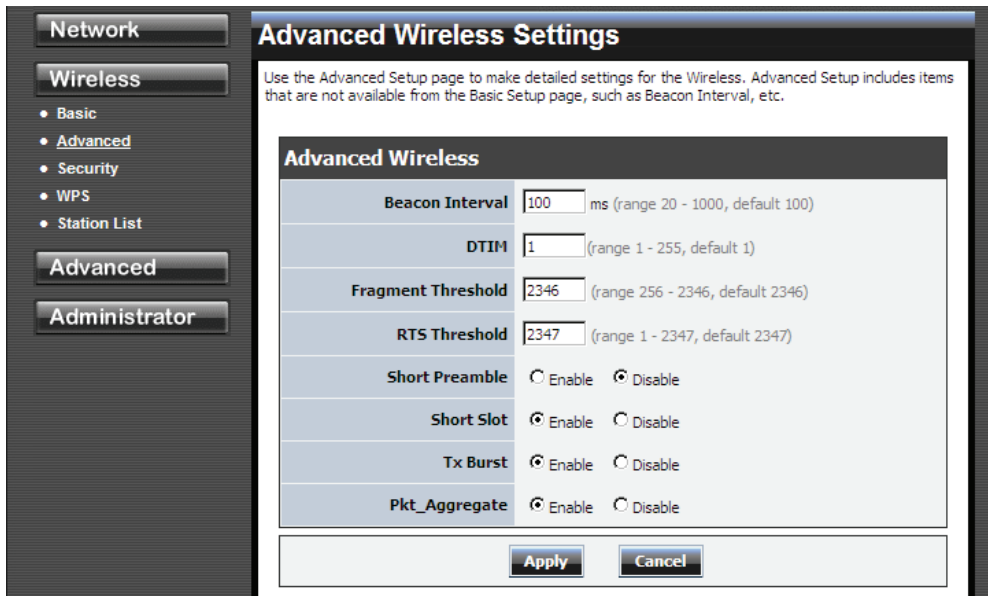 Network
Wireless
Basic
Advanced
Security
WPS
Station List
Advanced
Administrator
Advanced Wireless Settings
Use the Advanced Setup page to make detailed settings for the Wireless. Advanced Setup includes items
that are not available from the Basic Setup page, such as Beacon Interval, etc.
Advanced Wireless
Beacon Interval 100 ms (range 20 - 1000, default 100)
DTIM 1 (range 1 - 255, default 1)
Fragment Threshold 2346 (range 256 - 2346, default 2346)
RTS Threshold 2347 (range 1 - 2347, default 2347)
Short Preamble Enable Disable
Short Slot Enable Disable
Tx Burst Enable Disable
Pkt_Aggregate Enable Disable
Apply Cancel